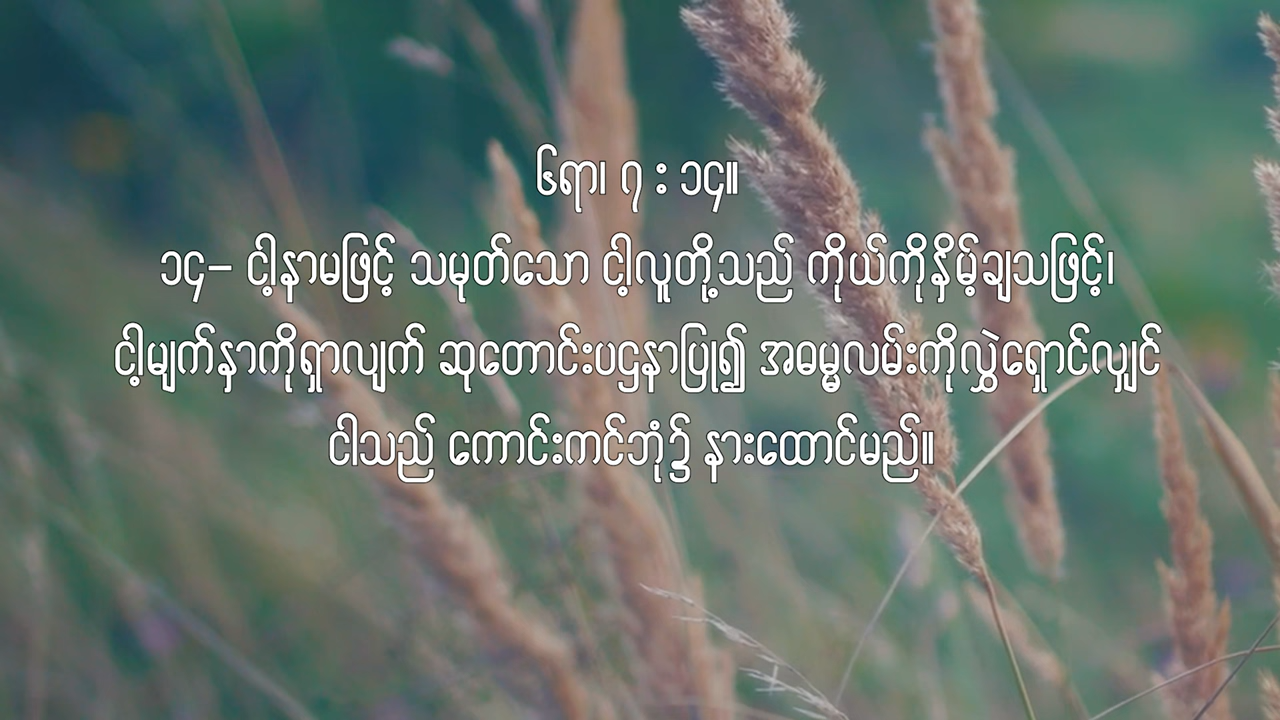 ၆ရာ၊ ၇ : ၁၄။
၁၄– ငါ့နာမဖြင့် သမုတ်သော ငါ့လူတို့သည် ကိုယ်ကိုနှိမ့်ချသဖြင့်၊
ငါ့မျက်နှာကိုရှာလျက် ဆုတောင်းပဌနာပြု၍ အဓမ္မလမ်းကိုလွှဲရှောင်လျှင်
ငါသည် ကောင်းကင်ဘုံ၌ နားထောင်မည်။